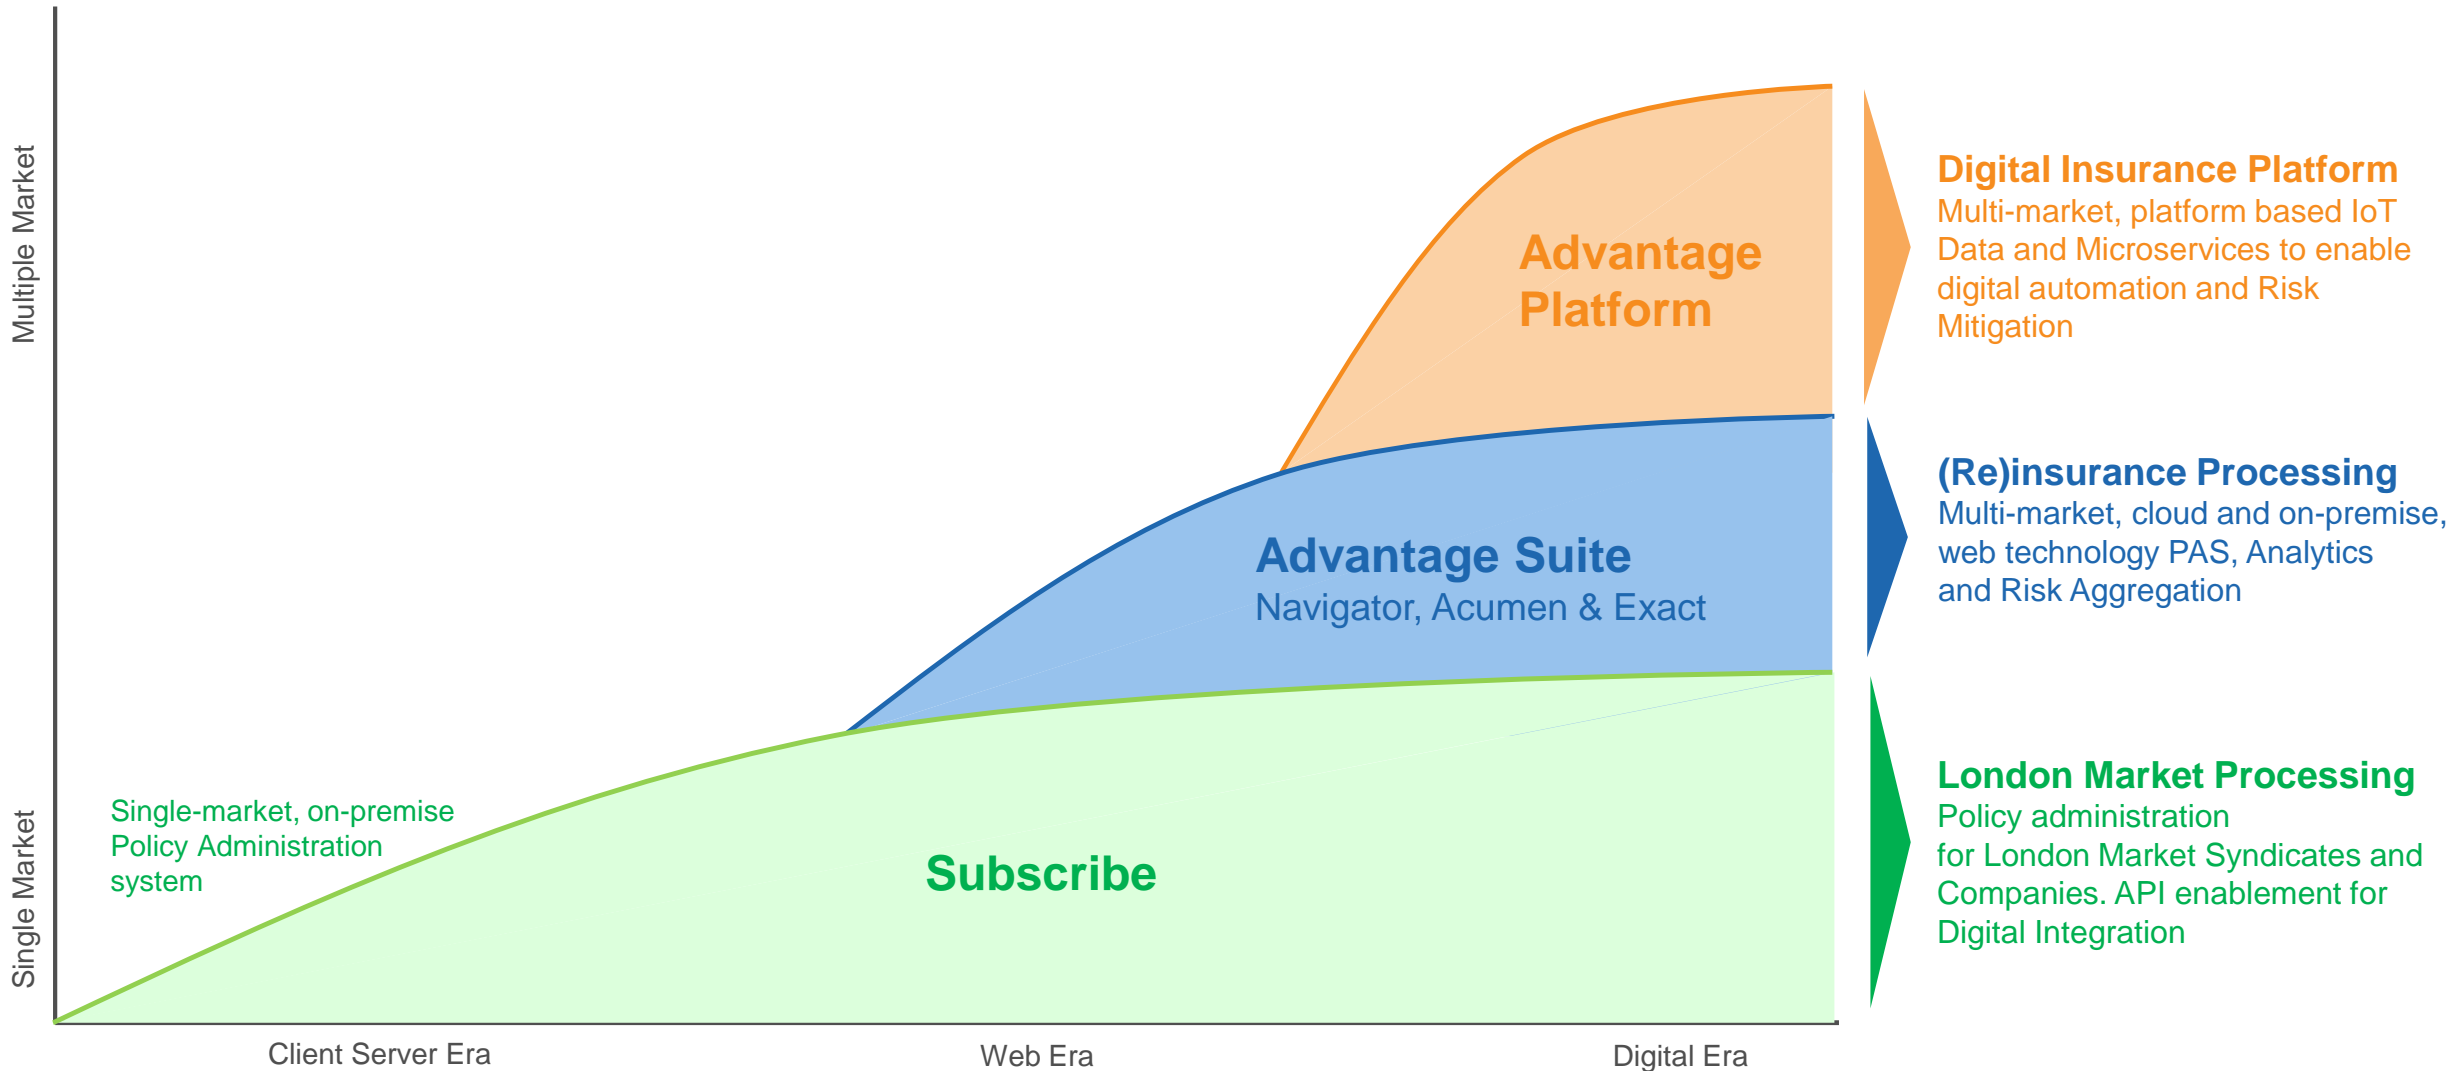 Multiple Market
Single Market
Advantage
Platform
Advantage Suite
Navigator, Acumen & Exact
Single-market, on-premise
Policy Administration
system
Subscribe
Client Server Era
Web Era
Digital Era
Digital Insurance Platform
Multi-market, platform based IoT
Data and Microservices to enable
digital automation and Risk
Mitigation
(Re)insurance Processing
Multi-market, cloud and on-premise,
web technology PAS, Analytics
and Risk Aggregation
London Market Processing
Policy administration
for London Market Syndicates and
Companies. API enablement for
Digital Integration